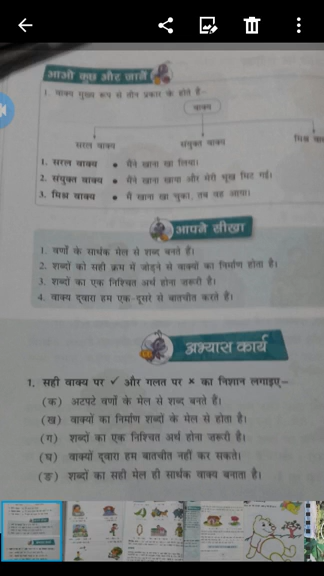 आओ कुछ और जानें
1. वाक्य मुख्य रूप से तीन प्रकार के होते हैं–
वाक्य
सरल वाक्य संयुक्त वाक्य मिश्र
1. सरल वाक्य ● मैंने खाना खा लिया।
2. संयुक्त वाक्य ● मैंने खाना खाया और मेरी भूख मिट गई।
3. मिश्र वाक्य ● मैं खाना खा चुका, तब वह आया।
आपने सीखा
1. वर्णों के सार्थक मेल से शब्द बनते हैं।
2. शब्दों को सही क्रम में जोड़ने से वाक्यों का निर्माण होता है।
3. शब्दों का एक निश्चित अर्थ होना ज़रूरी है।
4. वाक्य द्वारा हम एक-दूसरे से बातचीत करते हैं।
अभ्यास कार्य
1. सही वाक्य पर ✓ और गलत पर × का निशान लगाइए–
(क) अटपटे वर्णों के मेल से शब्द बनते हैं।
(ख) वाक्यों का निर्माण शब्दों के मेल से होता है।
(ग) शब्दों का एक निश्चित अर्थ होना ज़रूरी है।
(घ) वाक्यों द्वारा हम बातचीत नहीं कर सकते।
(ङ) शब्दों का सही मेल ही सार्थक वाक्य बनाता है।